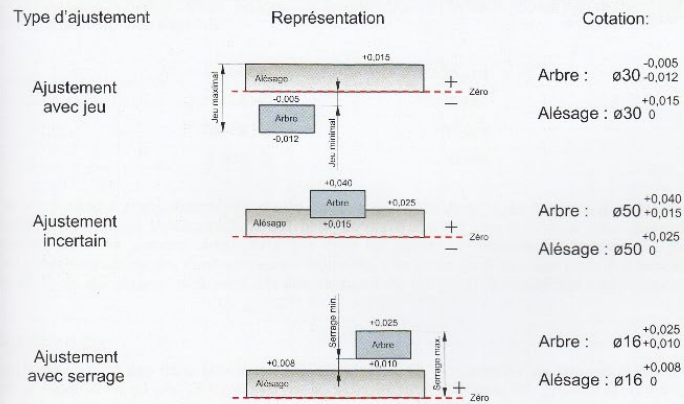 Type d'ajustement Représentation Cotation:
Ajustement
avec jeu
Jeu maximal
+0,015
Alésage
+
Zéro
-0,005
−
Arbre
-0,012
Jeu minimal
Arbre : ø30 -0,005
-0,012
Alésage : ø30 +0,015
0
Ajustement
incertain
+0,040
Arbre
+0,025
Alésage
+0,015
+
Zéro
−
Arbre : ø50 +0,040
+0,015
Alésage : ø50 +0,025
0
Ajustement
avec serrage
Serrage min.
+0,025
Arbre
+0,008
+0,010
Alésage
Serrage max.
+
Zéro
Arbre : ø16 +0,025
+0,010
Alésage : ø16 +0,008
0